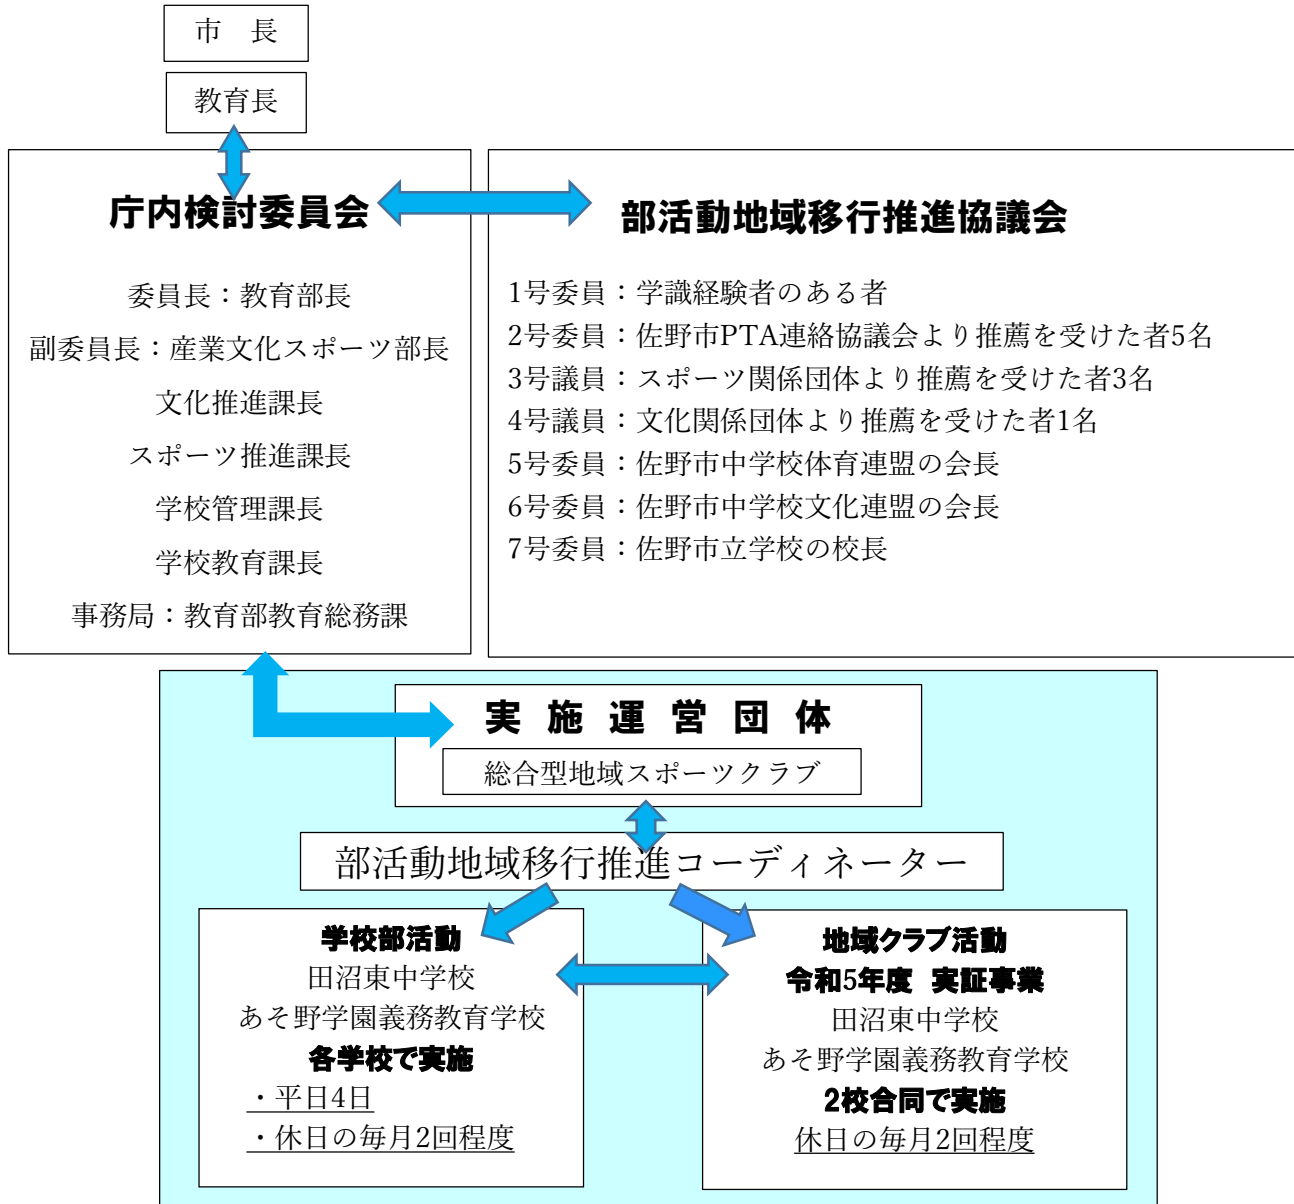 市　長
教育長
庁内検討委員会
委員長：教育部長
副委員長：産業文化スポーツ部長
文化推進課長
スポーツ推進課長
学校管理課長
学校教育課長
事務局：教育部教育総務課
部活動地域移行推進協議会
1号委員：学識経験者のある者
2号委員：佐野市PTA連絡協議会より推薦を受けた者5名
3号議員：スポーツ関係団体より推薦を受けた者3名
4号議員：文化関係団体より推薦を受けた者1名
5号委員：佐野市中学校体育連盟の会長
6号委員：佐野市中学校文化連盟の会長
7号委員：佐野市立学校の校長
実 施 運 営 団 体
総合型地域スポーツクラブ
部活動地域移行推進コーディネーター
学校部活動
田沼東中学校
あそ野学園義務教育学校
各学校で実施
・平日4日
・休日の毎月2回程度
地域クラブ活動
令和5年度 実証事業
田沼東中学校
あそ野学園義務教育学校
2校合同で実施
休日の毎月2回程度